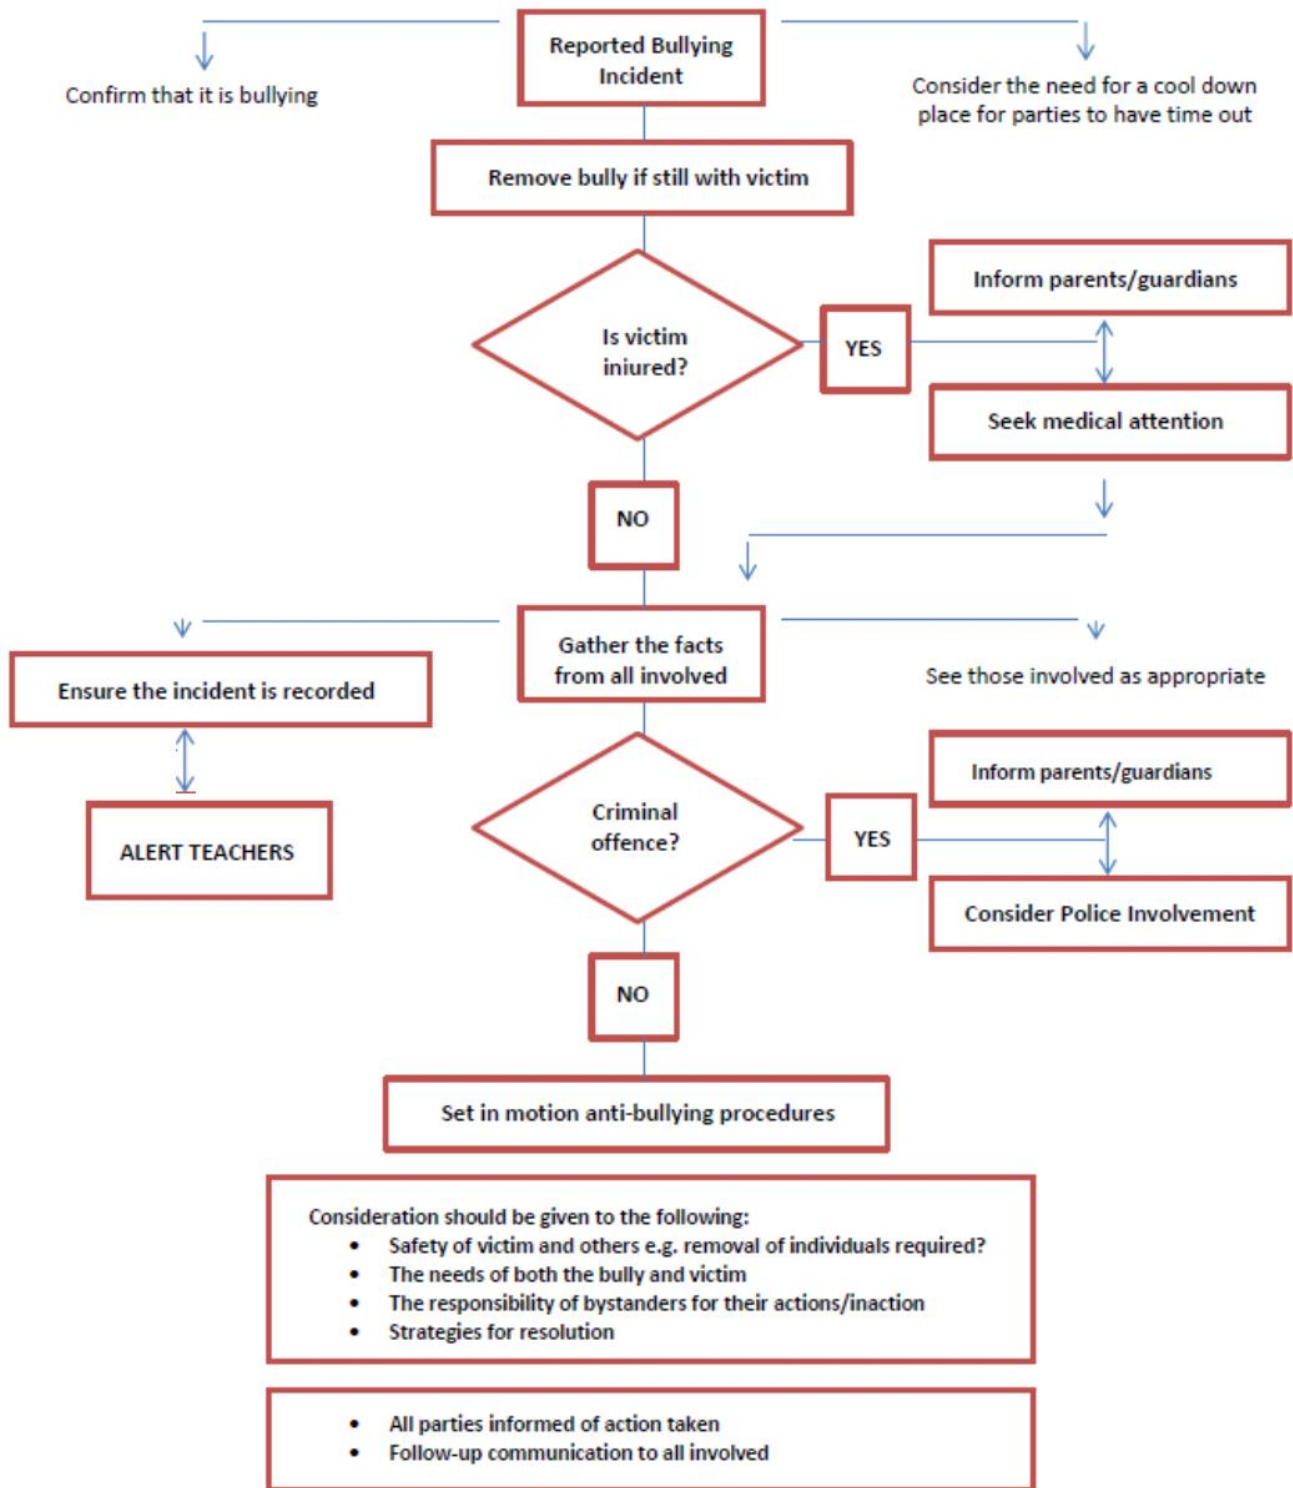 Reported Bullying
Incident
Confirm that it is bullying
Consider the need for a cool down
place for parties to have time out
Remove bully if still with victim
Is victim
iniured?
YES
Inform parents/guardians
Seek medical attention
NO
Gather the facts
from all involved
Ensure the incident is recorded
See those involved as appropriate
ALERT TEACHERS
Criminal
offence?
YES
Inform parents/guardians
Consider Police Involvement
NO
Set in motion anti-bullying procedures
Consideration should be given to the following:
• Safety of victim and others e.g. removal of individuals required?
• The needs of both the bully and victim
• The responsibility of bystanders for their actions/inaction
• Strategies for resolution
• All parties informed of action taken
• Follow-up communication to all involved